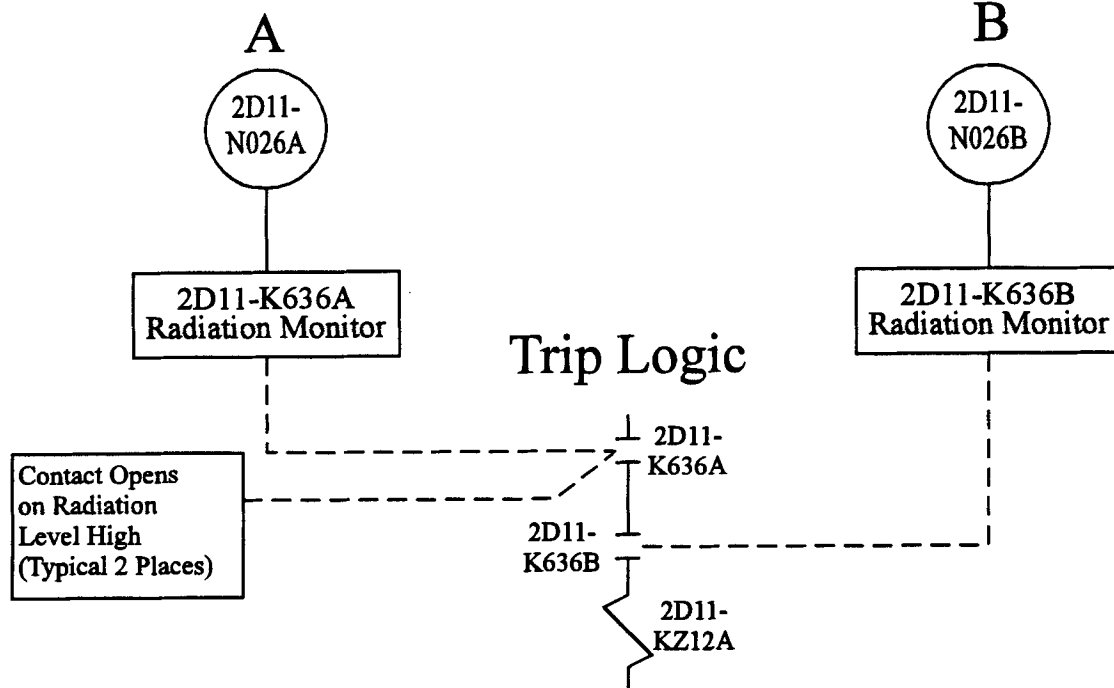 A
B
2D11-
N026A
2D11-
N026B
2D11-K636A
Radiation Monitor
2D11-K636B
Radiation Monitor
Trip Logic
2D11-
K636A
Contact Opens
on Radiation
Level High
(Typical 2 Places)
2D11-
K636B
2D11-
KZ12A